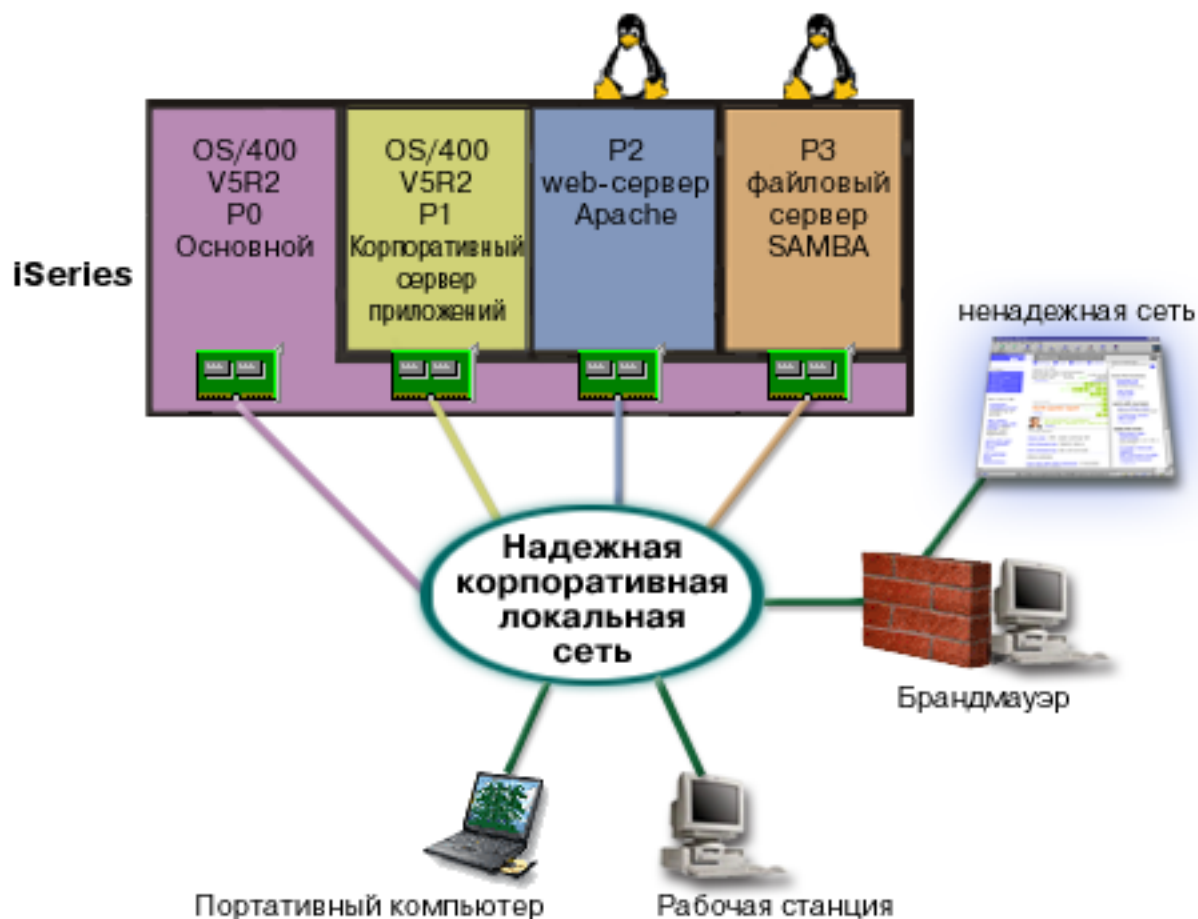 OS/400
V5R2
P0
Основной
OS/400
V5R2
P1
Корпоративный
сервер
приложений
P2
web-сервер
Apache
P3
файловый
сервер
SAMBA
iSeries
ненадежная сеть
Надежная
корпоративная
локальная
сеть
Брандмауэр
Портативный компьютер
Рабочая станция